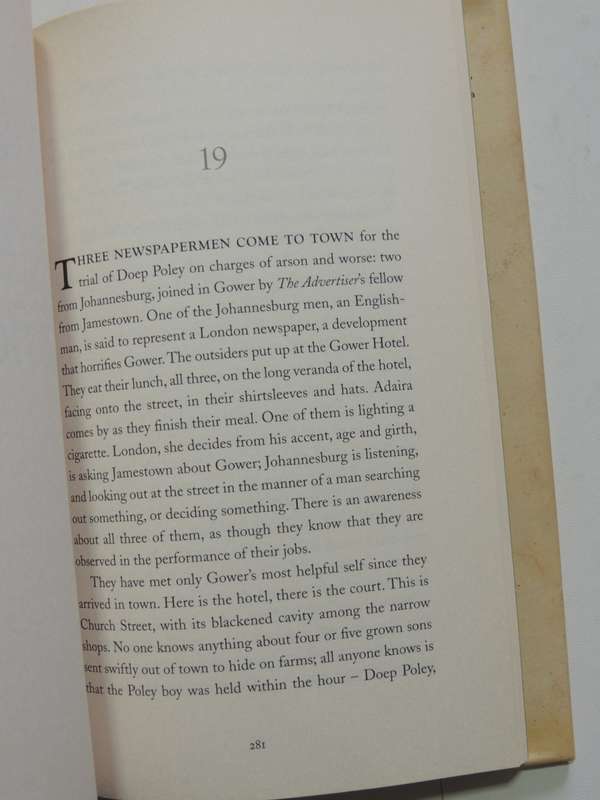 19
THREE NEWSPAPERMEN COME TO TOWN for the
trial of Doep Poley on charges of arson and worse: two
from Johannesburg, joined in Gower by The Advertiser's fellow
from Jamestown. One of the Johannesburg men, an English-
man, is said to represent a London newspaper, a development
that horrifies Gower. The outsiders put up at the Gower Hotel.
They eat their lunch, all three, on the long veranda of the hotel,
facing onto the street, in their shirtsleeves and hats. Adaira
comes by as they finish their meal. One of them is lighting a
cigarette. London, she decides from his accent, age and girth,
is asking Jamestown about Gower; Johannesburg is listening,
and looking out at the street in the manner of a man searching
out something, or deciding something. There is an awareness
about all three of them, as though they know that they are
observed in the performance of their jobs.
They have met only Gower's most helpful self since they
arrived in town. Here is the hotel, there is the court. This is
Church Street, with its blackened cavity among the narrow
shops. No one knows anything about four or five grown sons
sent swiftly out of town to hide on farms; all anyone knows is
that the Poley boy was held within the hour – Doep Poley,
281